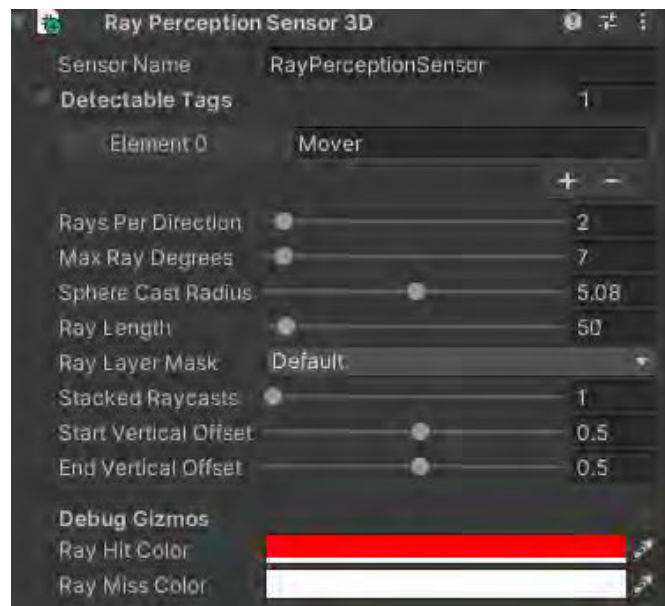 Ray Perception Sensor 3D
Sensor Name RayPerceptionSensor
Detectable Tags 1
Element 0 Mover
+ -
Rays Per Direction 2
Max Ray Degrees 7
Sphere Cast Radius 5.08
Ray Length 50
Ray Layer Mask Default
Stacked Raycasts 1
Start Vertical Offset 0.5
End Vertical Offset 0.5
Debug Gizmos
Ray Hit Color
Ray Miss Color